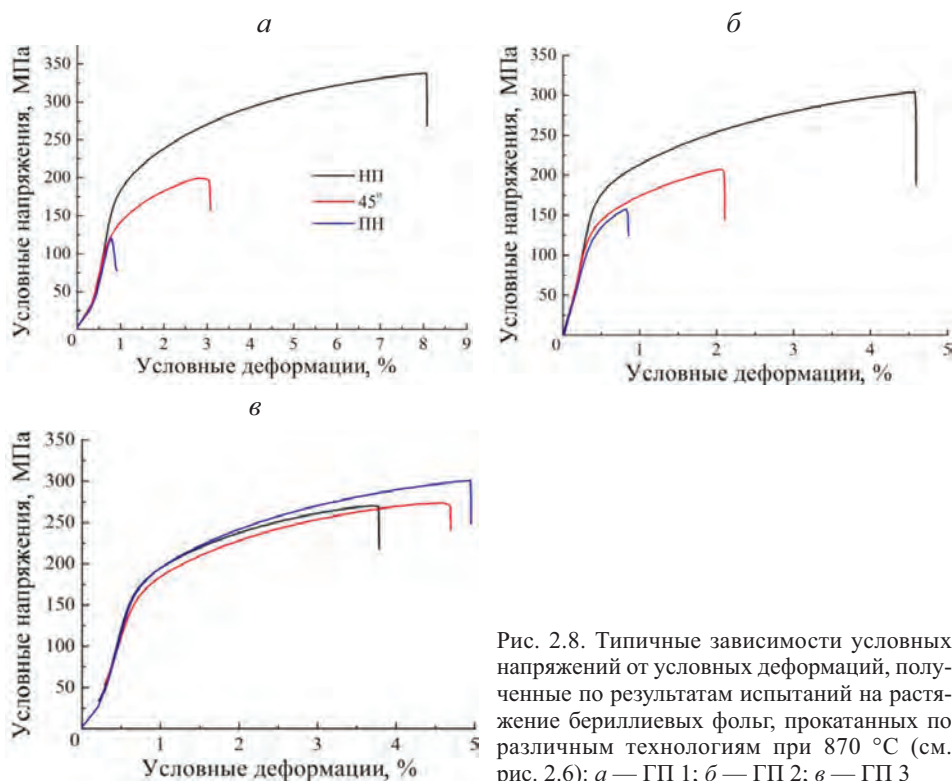 а
Условные напряжения, МПа
350
300
250
200
150
100
50
0
1
2
3
4
5
6
7
8
9
Условные деформации, %
НП
45°
ПН
б
Условные напряжения, МПа
350
300
250
200
150
100
50
0
1
2
3
4
5
Условные деформации, %
в
Условные напряжения, МПа
350
300
250
200
150
100
50
0
1
2
3
4
5
Условные деформации, %
Рис. 2.8. Типичные зависимости условных
напряжений от условных деформаций, полу-
ченные по результатам испытаний на растя-
жение бериллиевых фольг, прокатанных по
различным технологиям при 870 °С (см.
рис. 2.6): а — ГП 1; б — ГП 2; в — ГП 3